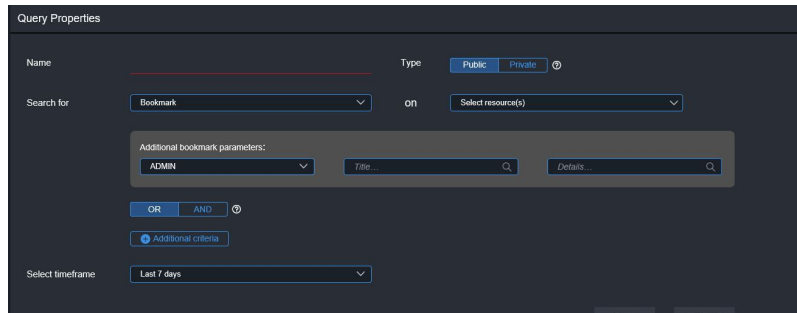 Query Properties
Name
Type Public Private
Search for Bookmark on Select resource(s)
Additional bookmark parameters:
ADMIN Title... Details...
OR AND
Additional criteria
Select timeframe Last 7 days